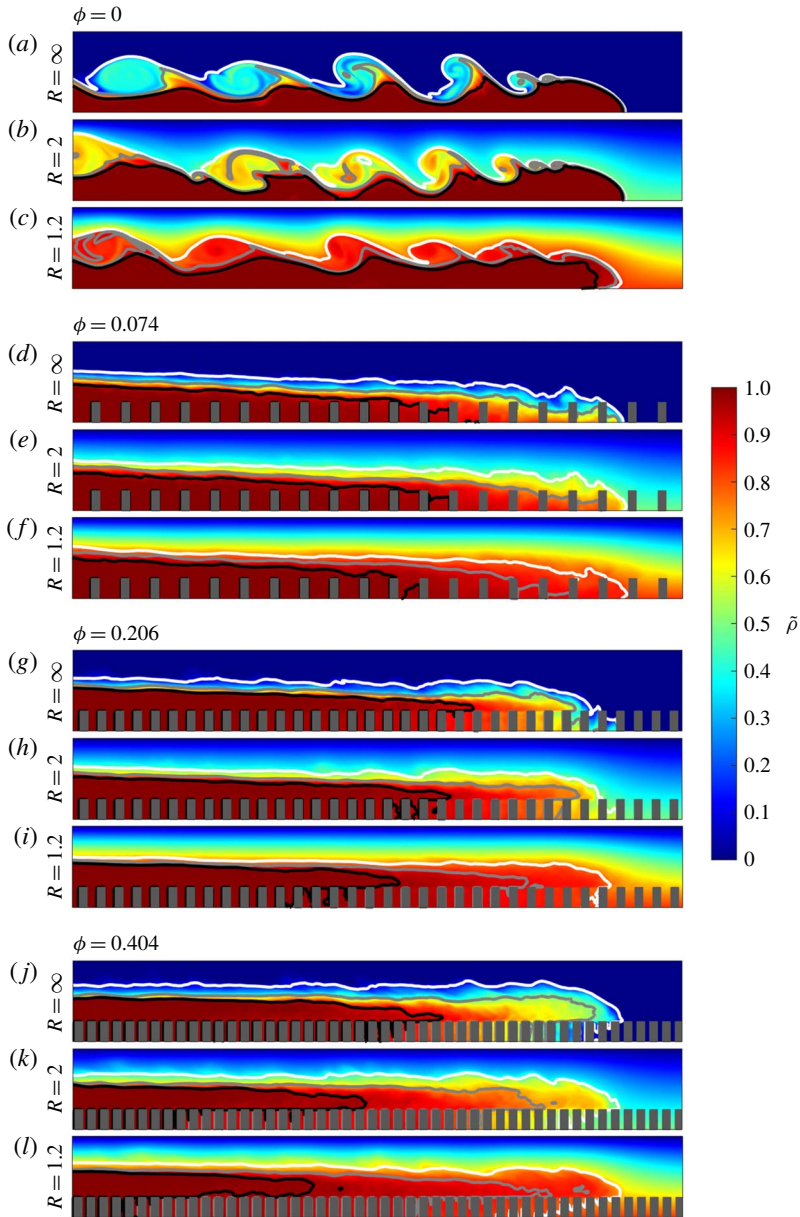 ϕ = 0
(a) R = ∞
(b) R = 2
(c) R = 1.2
ϕ = 0.074
(d) R = ∞
(e) R = 2
(f) R = 1.2
ϕ = 0.206
(g) R = ∞
(h) R = 2
(i) R = 1.2
ϕ = 0.404
(j) R = ∞
(k) R = 2
(l) R = 1.2
1.0
0.9
0.8
0.7
0.6
0.5
0.4
0.3
0.2
0.1
0
ρ̃